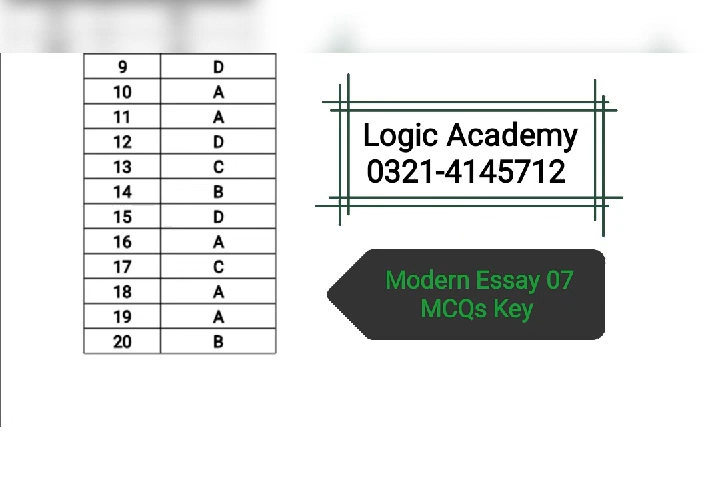 9 D
10 A
11 A
12 D
13 C
14 B
15 D
16 A
17 C
18 A
19 A
20 B
Logic Academy
0321-4145712
Modern Essay 07
MCQs Key